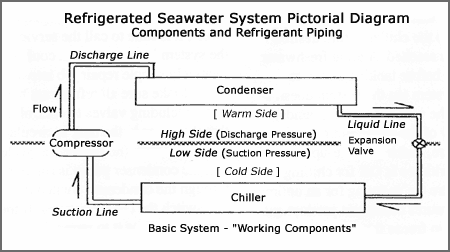 Refrigerated Seawater System Pictorial Diagram
Components and Refrigerant Piping
Discharge Line
Condenser
Flow
[ Warm Side ]
Liquid Line
High Side (Discharge Pressure)
Compressor
Expansion
Valve
Low Side (Suction Pressure)
[ Cold Side ]
Chiller
Suction Line
Basic System - "Working Components"